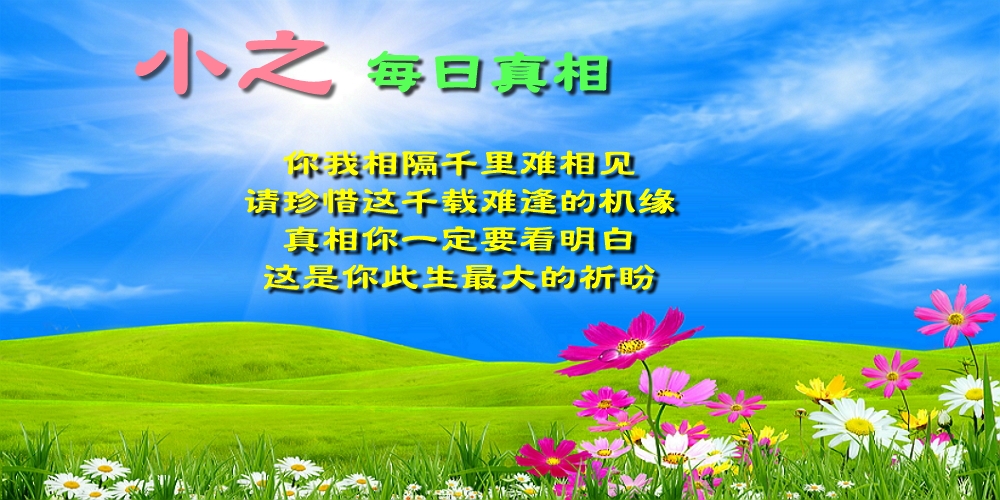 小之 每日真相
你我相隔千里难相见
请珍惜这千载难逢的机缘
真相你一定要看明白
这是你此生最大的祈盼